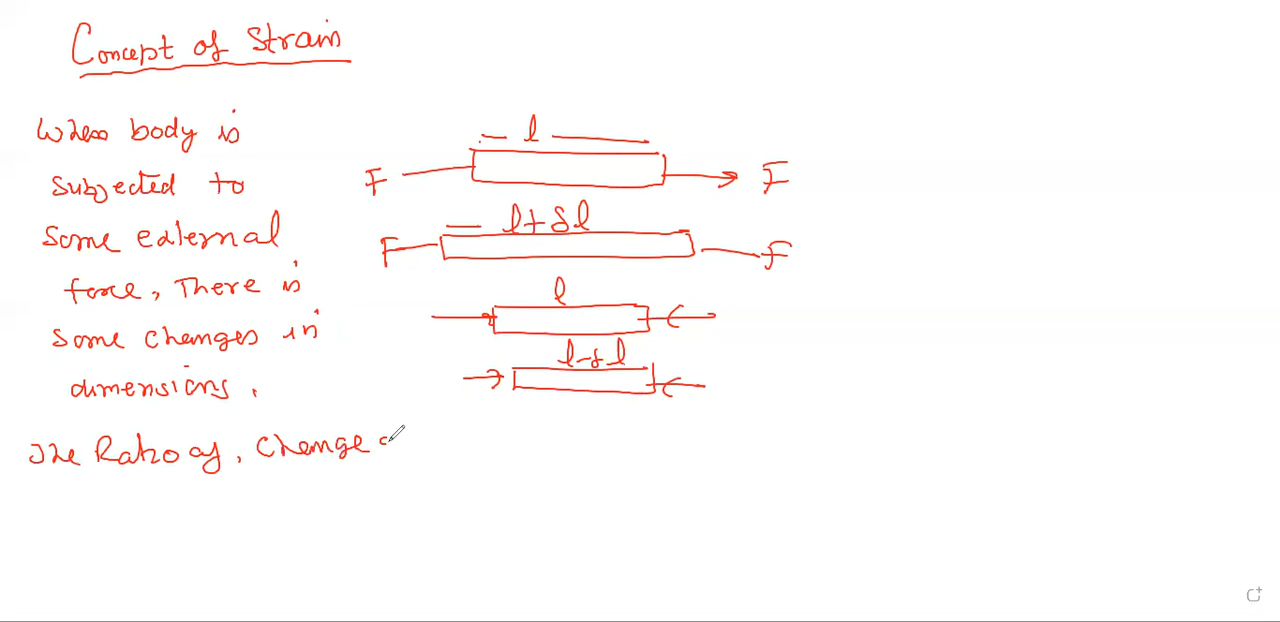 Concept of Strain
When body is
subjected to
some external
force, There is
some changes in
dimensions.
The Ratio of, Change o
l
F F
l+δl
F F
l
l-δl